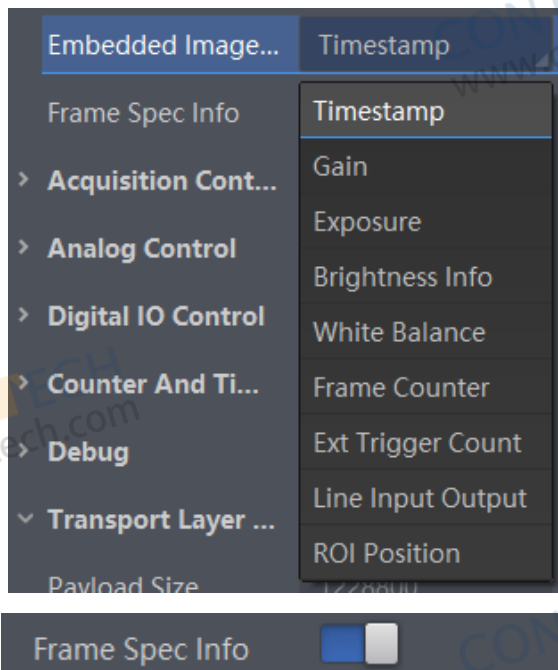 Embedded Image... Timestamp
Frame Spec Info Timestamp
Gain
Acquisition Cont...
Exposure
Analog Control
Brightness Info
Digital IO Control
White Balance
Counter And Ti... Frame Counter
Debug Ext Trigger Count
Line Input Output
Transport Layer ...
ROI Position
Payload Size 1228800
Frame Spec Info